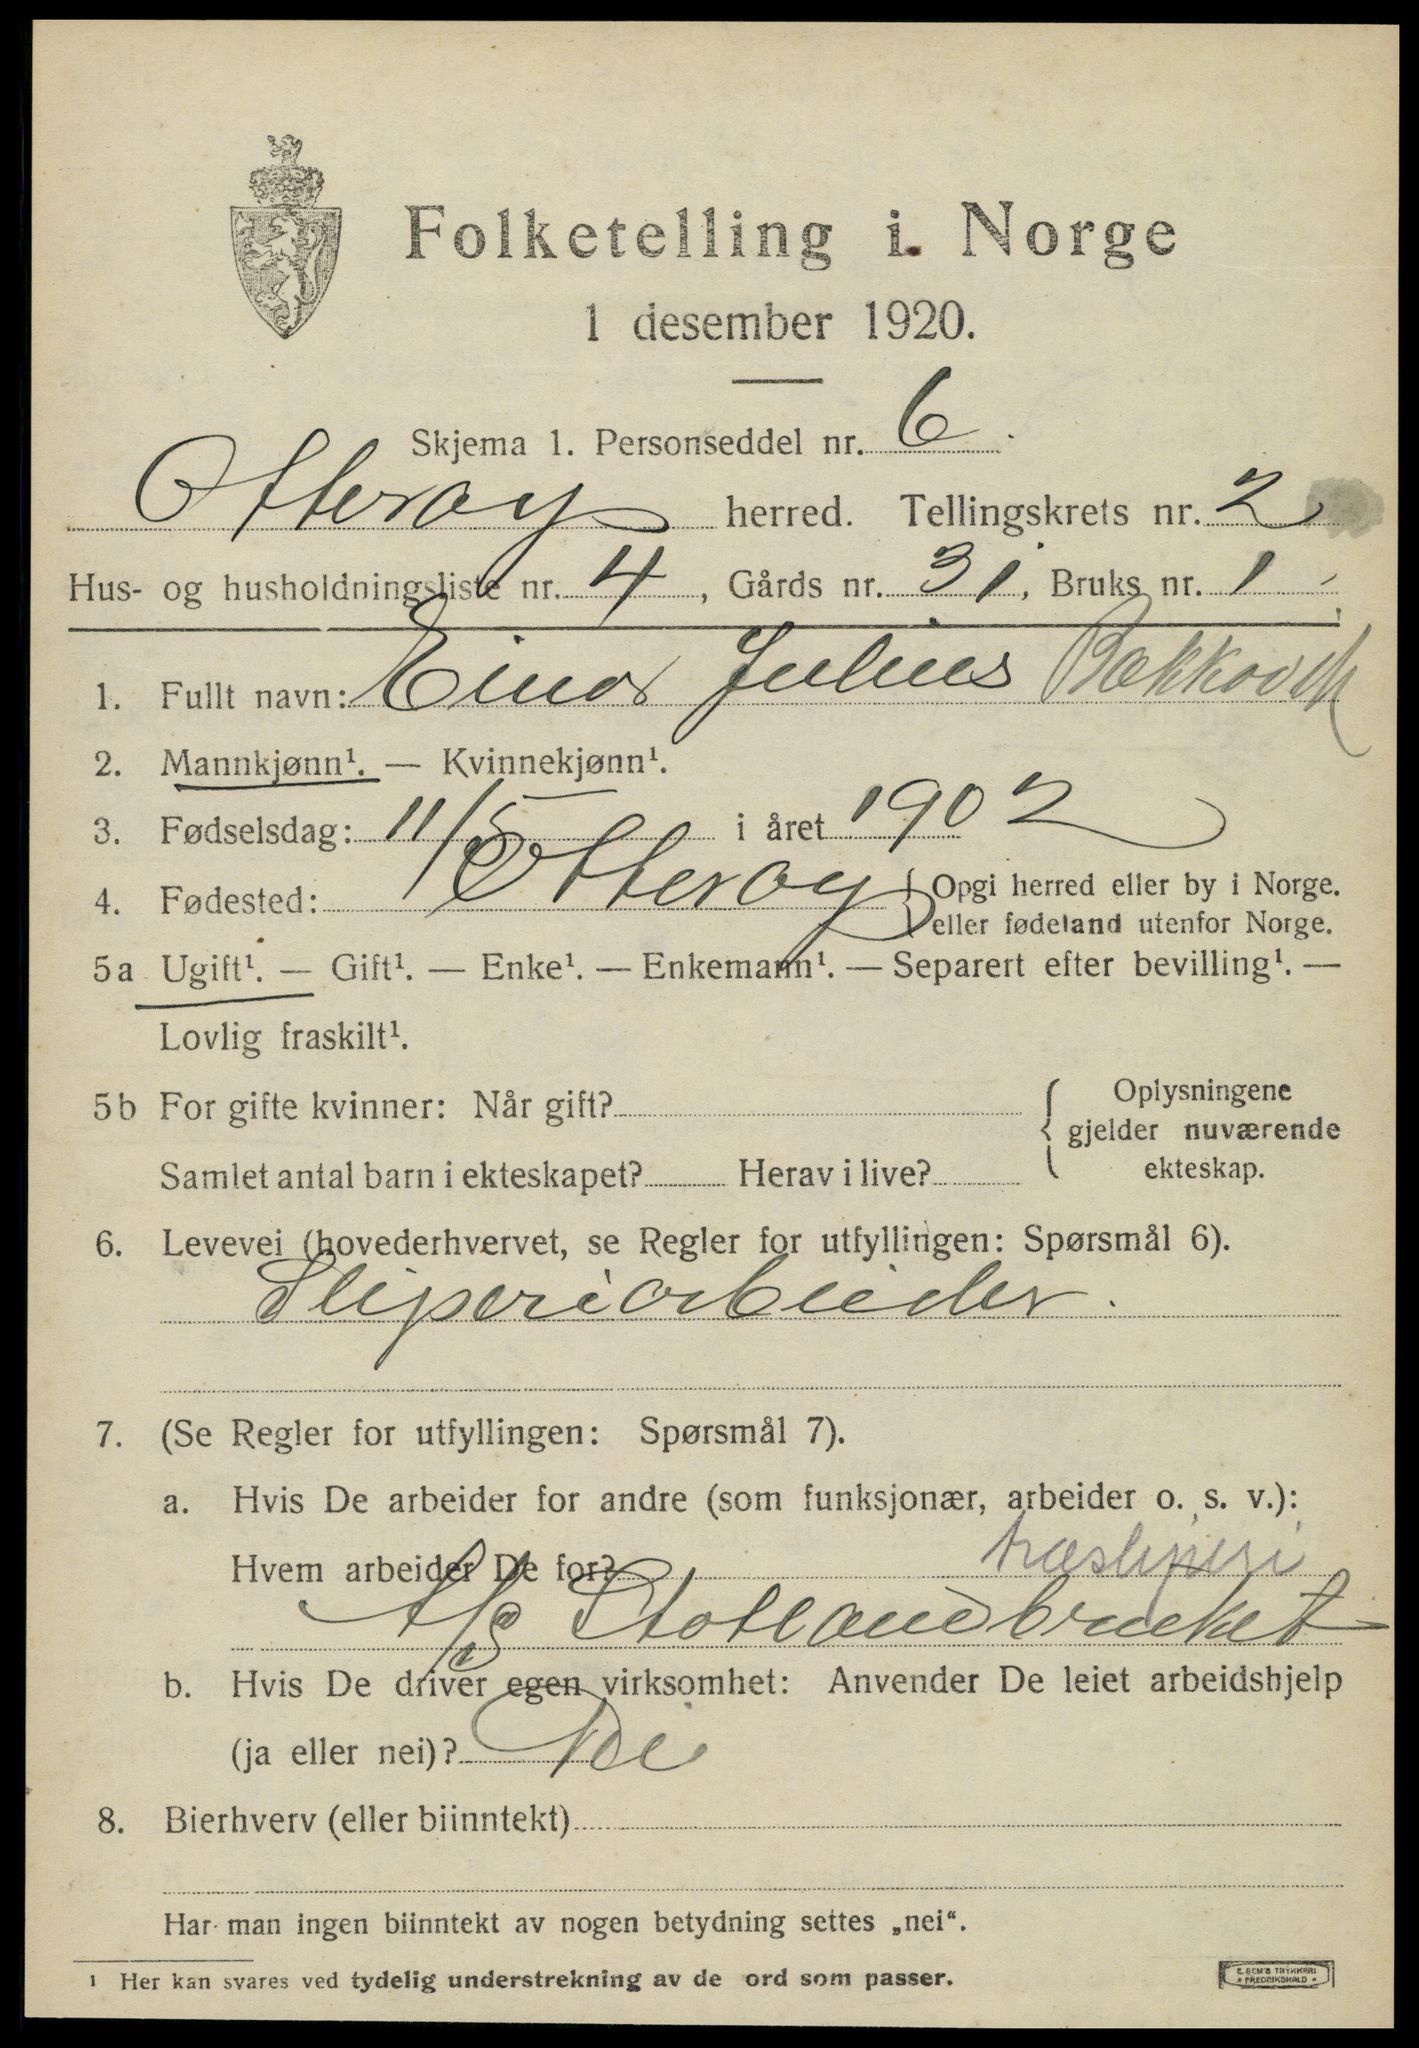 Folketelling i Norge
1 desember 1920.
Skjema 1. Personseddel nr. 6.
Otterøy herred. Tellingskrets nr. 2
Hus- og husholdningsliste nr. 4, Gårds nr. 31, Bruks nr. 1
1. Fullt navn: Einar Julius
2. Mannkjønn¹. — Kvinnekjønn¹.
3. Fødselsdag: 11/5 i året 1902
4. Fødested: Otterøy { Opgi herred eller by i Norge.
eller fødeland utenfor Norge.
5a Ugift¹. — Gift¹. — Enke¹. — Enkemann¹. — Separert efter bevilling¹. —
Lovlig fraskilt¹.
5b For gifte kvinner: Når gift? { Oplysningene
gjelder nuværende
Samlet antal barn i ekteskapet? Herav i live? ekteskap.
6. Levevei (hovederhvervet, se Regler for utfyllingen: Spørsmål 6).
Sliperiarbeider.
7. (Se Regler for utfyllingen: Spørsmål 7).
a. Hvis De arbeider for andre (som funksjonær, arbeider o. s. v.):
Hvem arbeider De for? træsliperi
A/S Statlandbruket
b. Hvis De driver egen virksomhet: Anvender De leiet arbeidshjelp
(ja eller nei)? Nei
8. Bierhverv (eller biinntekt)
Har man ingen biinntekt av nogen betydning settes „nei“.
¹ Her kan svares ved tydelig understrekning av de ord som passer.
E. SEM'S TRYKKERI
FREDRIKSHALD